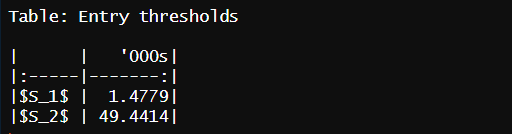 Table: Entry thresholds
|      |   '000s|
|:-----|-------:|
|$S_1$ |  1.4779|
|$S_2$ | 49.4414|